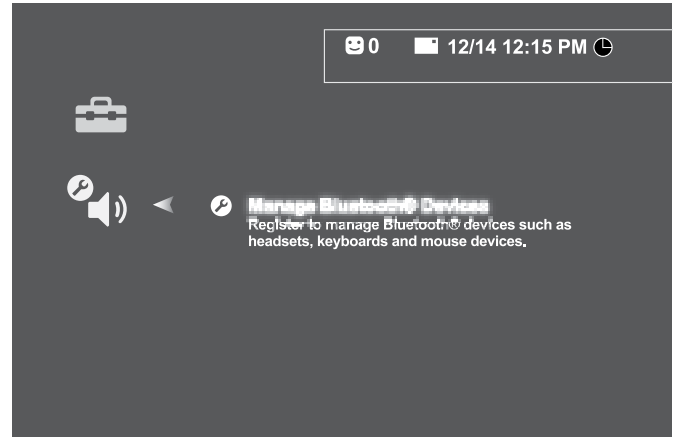 0 12/14 12:15 PM
Manage Bluetooth® Devices
Register to manage Bluetooth® devices such as
headsets, keyboards and mouse devices.